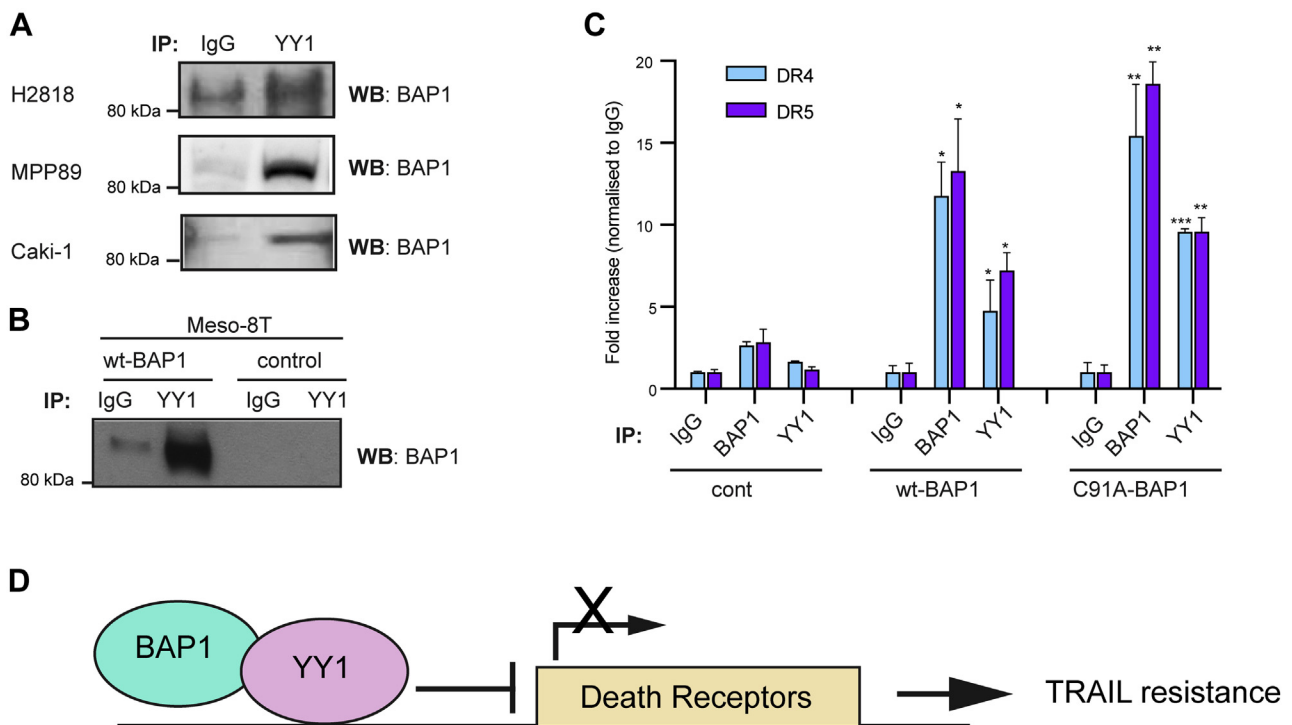 A
IP: IgG YY1
H2818
80 kDa
WB: BAP1
MPP89
80 kDa
WB: BAP1
Caki-1
80 kDa
WB: BAP1
B
Meso-8T
wt-BAP1 control
IP: IgG YY1 IgG YY1
80 kDa
WB: BAP1
C
Fold increase (normalised to IgG)
20
15
10
5
0
DR4
DR5
* * * *
** ** *** **
IP: IgG BAP1 YY1 IgG BAP1 YY1 IgG BAP1 YY1
cont wt-BAP1 C91A-BAP1
D
BAP1
YY1
X
Death Receptors
TRAIL resistance